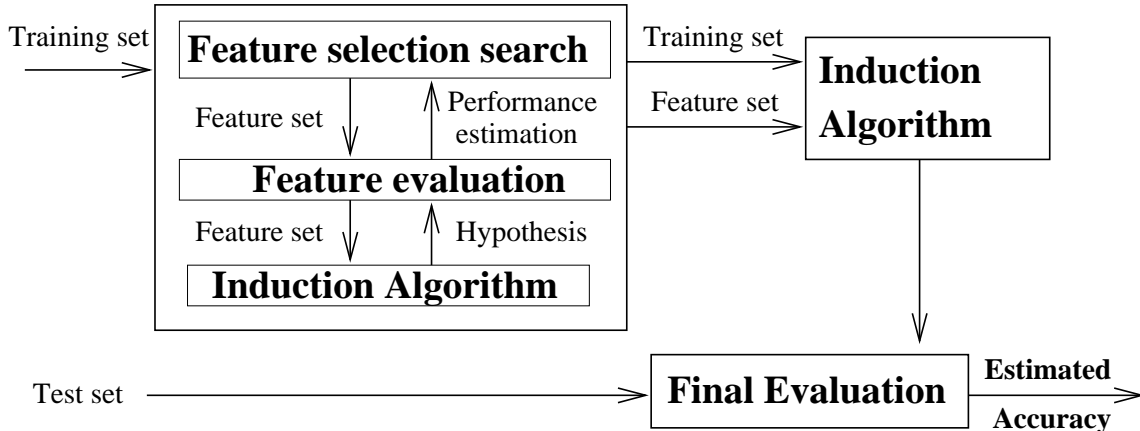 Training set
Feature selection search
Feature set
Performance
estimation
Feature evaluation
Feature set
Hypothesis
Induction Algorithm
Training set
Feature set
Induction
Algorithm
Test set
Final Evaluation
Estimated
Accuracy